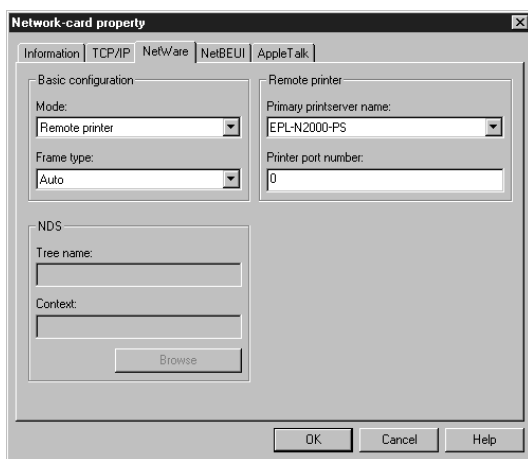 Network-card property
Information TCP/IP NetWare NetBEUI AppleTalk
Basic configuration
Mode:
Remote printer
Frame type:
Auto
Remote printer
Primary printserver name:
EPL-N2000-PS
Printer port number:
0
NDS
Tree name:
Context:
Browse
OK Cancel Help